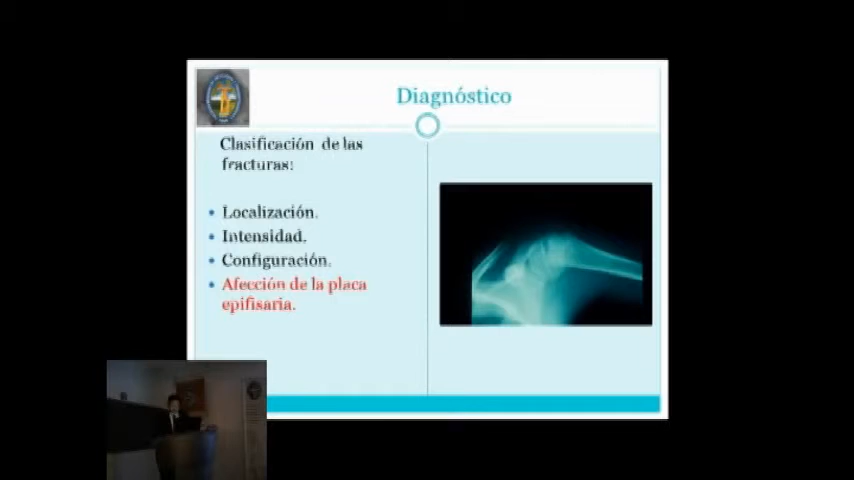 Diagnóstico
Clasificación de las
fracturas:
Localización.
Intensidad.
Configuración.
Afección de la placa
epifisaria.